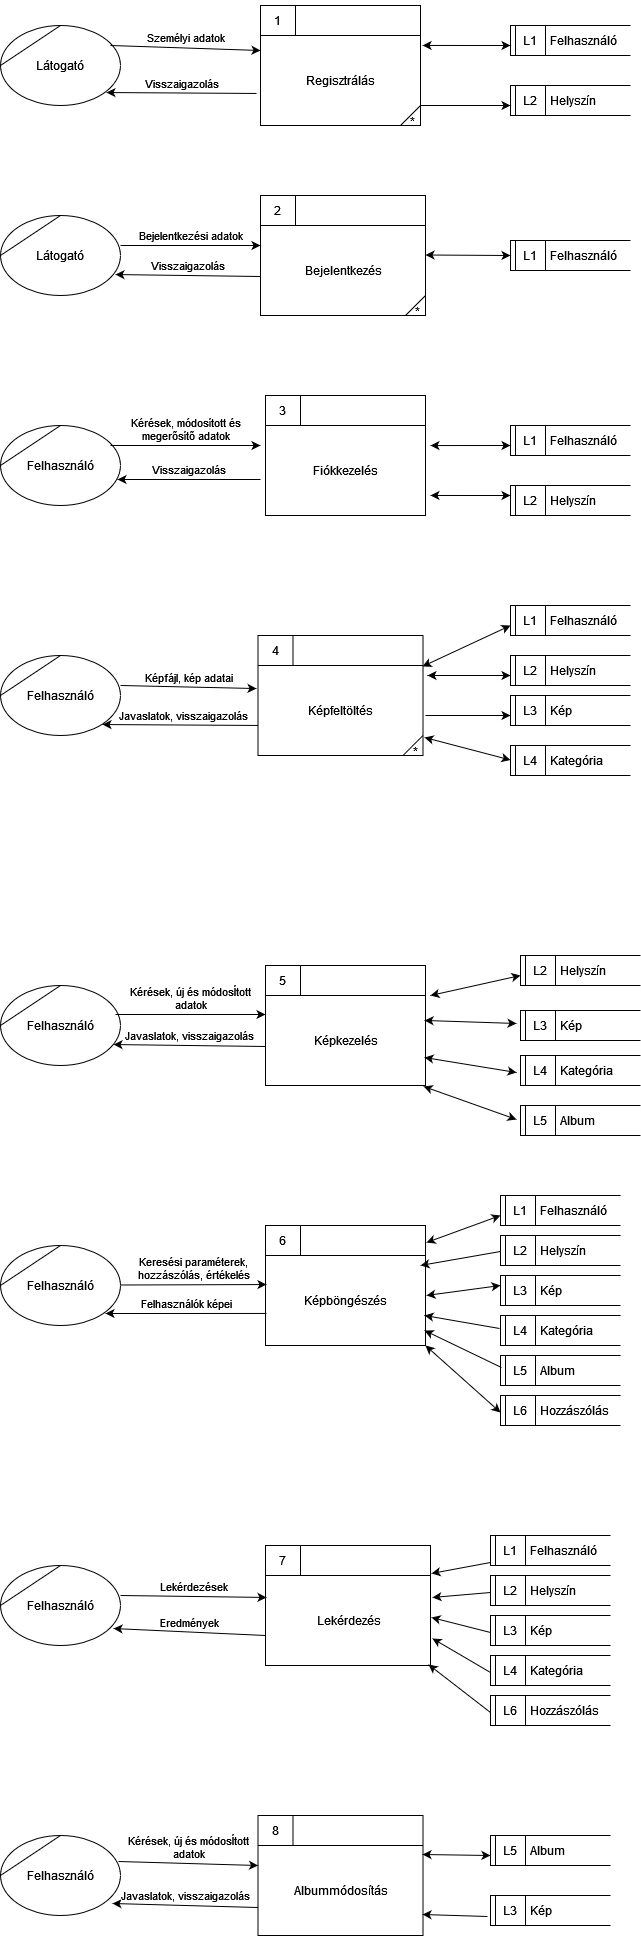 1
Személyi adatok
Látogató
Visszaigazolás
Regisztrálás
*
L1 Felhasználó
L2 Helyszín
2
Bejelentkezési adatok
Látogató
Visszaigazolás
Bejelentkezés
*
L1 Felhasználó
3
Kérések, módosított és
megerősítő adatok
Felhasználó
Visszaigazolás
Fiókkezelés
L1 Felhasználó
L2 Helyszín
4
Képfájl, kép adatai
Felhasználó
Javaslatok, visszaigazolás
Képfeltöltés
*
L1 Felhasználó
L2 Helyszín
L3 Kép
L4 Kategória
5
Kérések, új és módosított
adatok
Felhasználó
Javaslatok, visszaigazolás
Képkezelés
L2 Helyszín
L3 Kép
L4 Kategória
L5 Album
6
Keresési paraméterek,
hozzászólás, értékelés
Felhasználó
Felhasználók képei
Képböngészés
L1 Felhasználó
L2 Helyszín
L3 Kép
L4 Kategória
L5 Album
L6 Hozzászólás
7
Lekérdezések
Felhasználó
Eredmények
Lekérdezés
L1 Felhasználó
L2 Helyszín
L3 Kép
L4 Kategória
L6 Hozzászólás
8
Kérések, új és módosított
adatok
Felhasználó
Javaslatok, visszaigazolás
Albummódosítás
L5 Album
L3 Kép